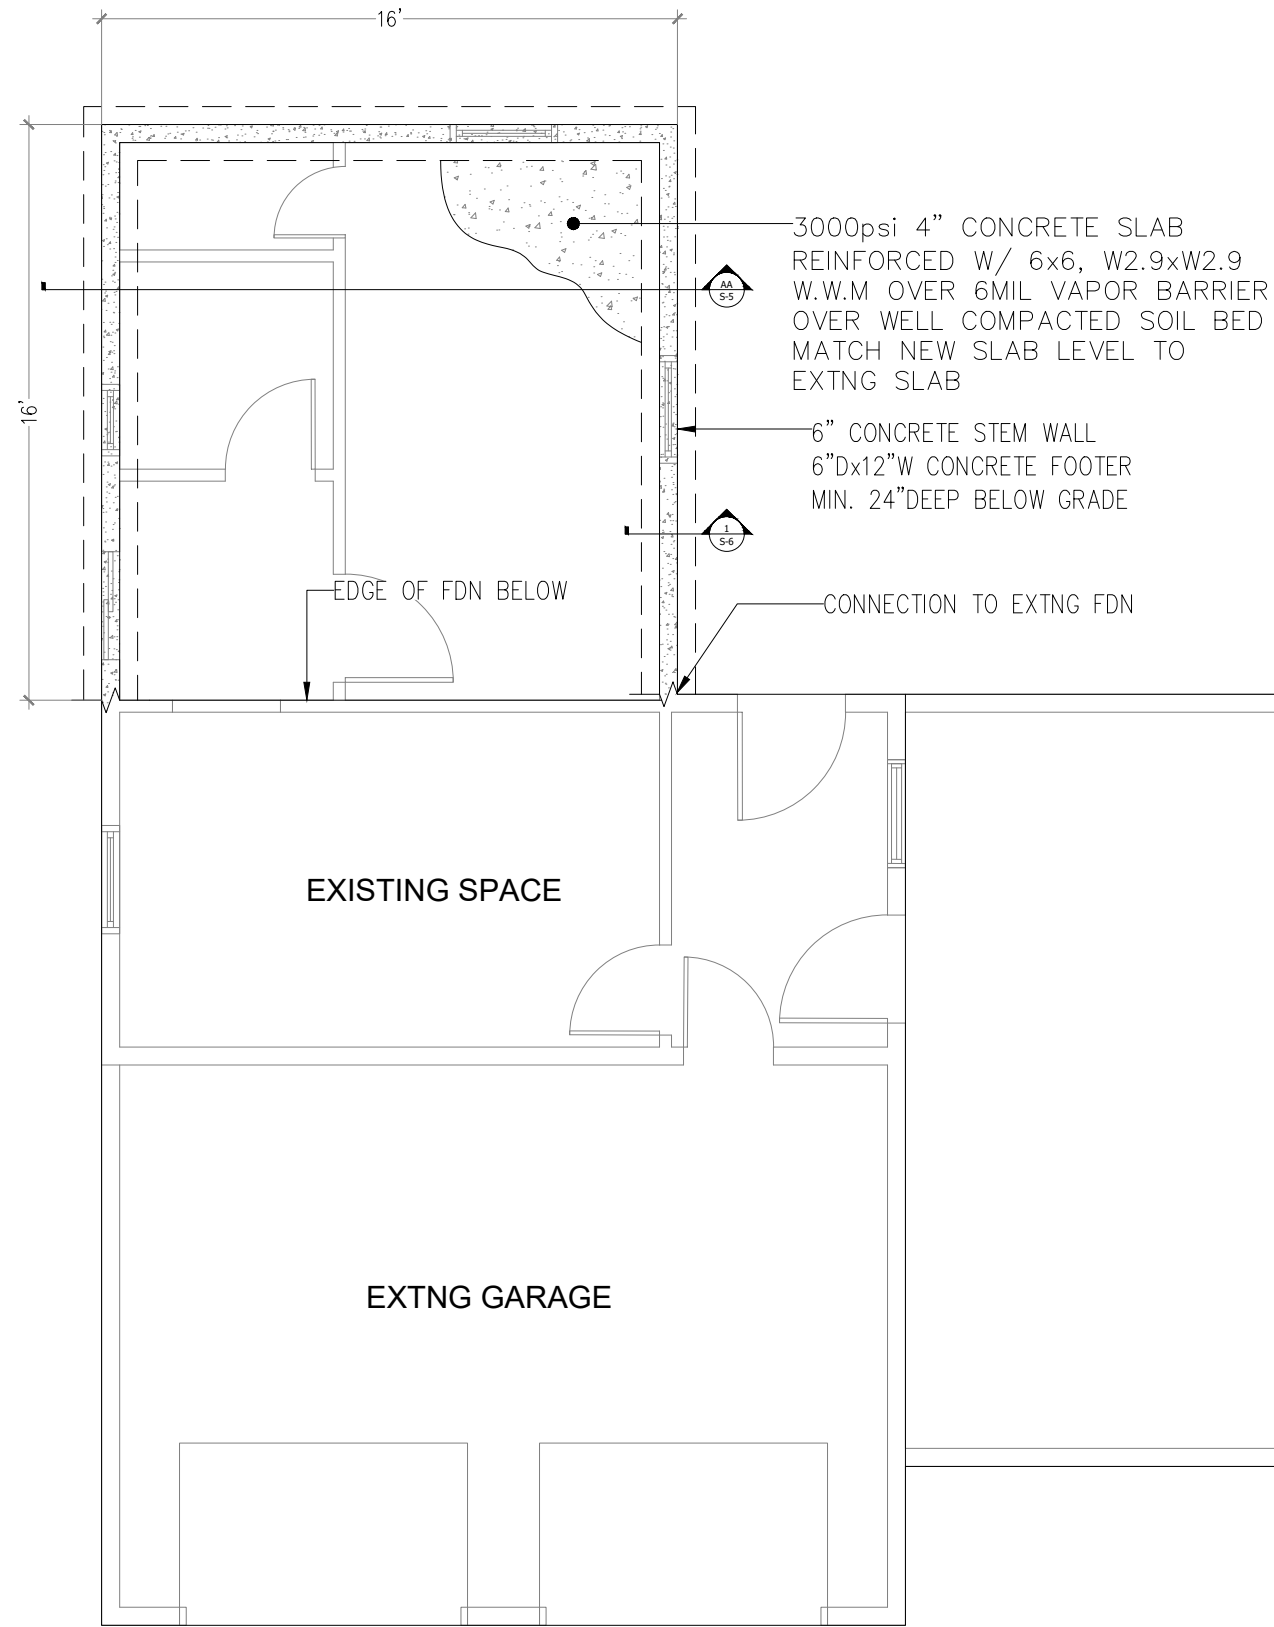 16'
3000psi 4" CONCRETE SLAB
REINFORCED W/ 6x6, W2.9xW2.9
W.W.M OVER 6MIL VAPOR BARRIER
OVER WELL COMPACTED SOIL BED
MATCH NEW SLAB LEVEL TO
EXTNG SLAB
AA
S-5
16'
6" CONCRETE STEM WALL
6"Dx12"W CONCRETE FOOTER
MIN. 24"DEEP BELOW GRADE
1
S-6
EDGE OF FDN BELOW
CONNECTION TO EXTNG FDN
EXISTING SPACE
EXTNG GARAGE